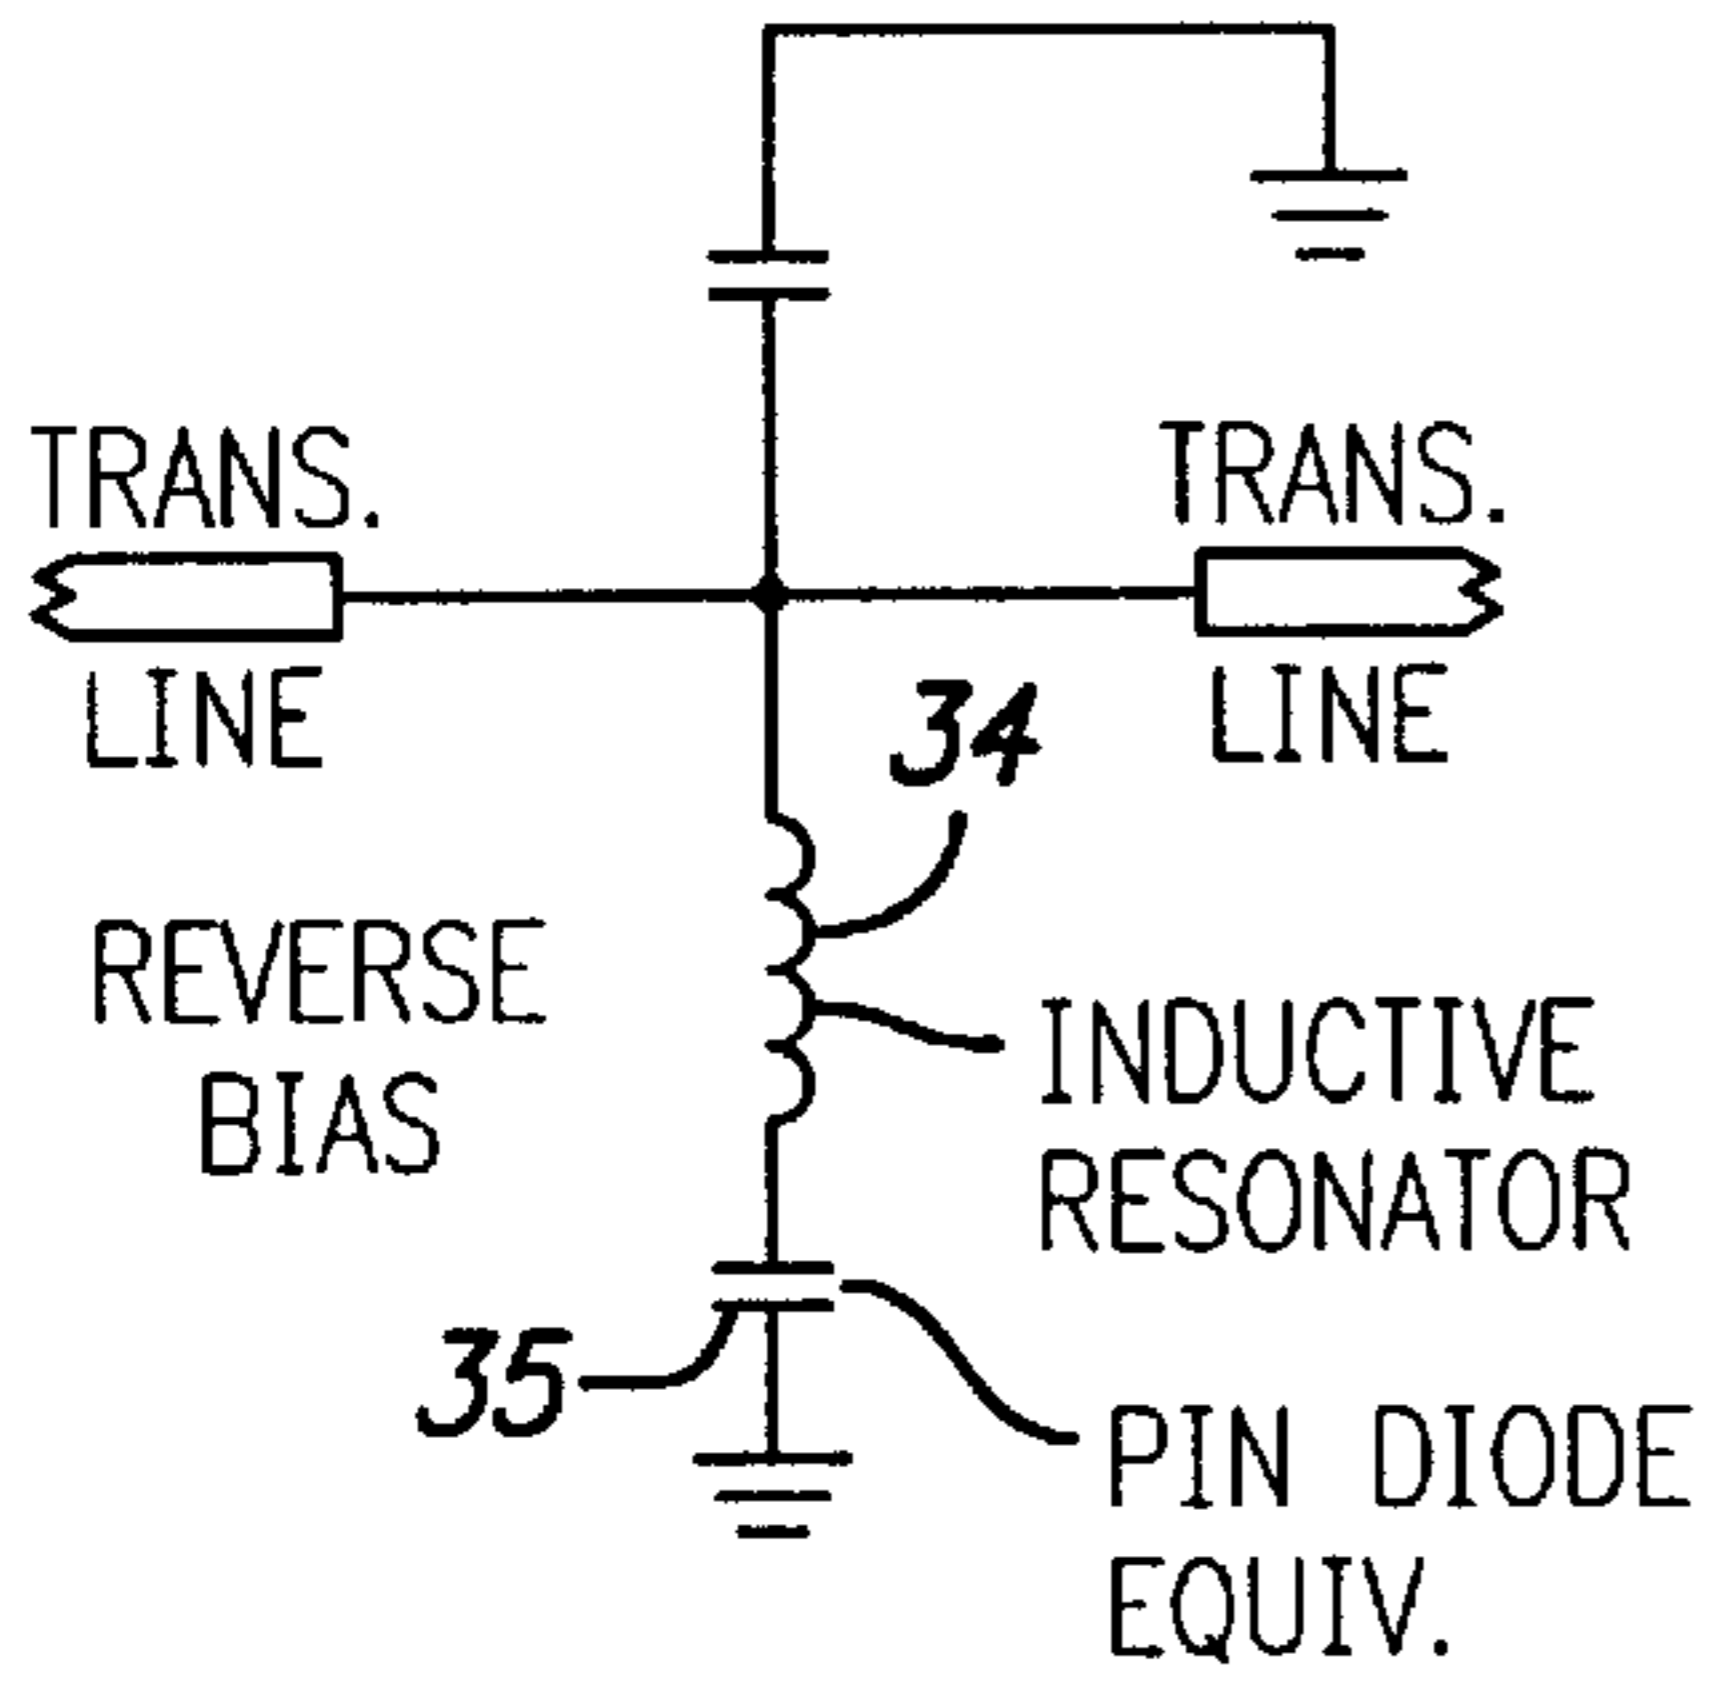 TRANS.
LINE
TRANS.
LINE
34
REVERSE
BIAS
INDUCTIVE
RESONATOR
35
PIN DIODE
EQUIV.